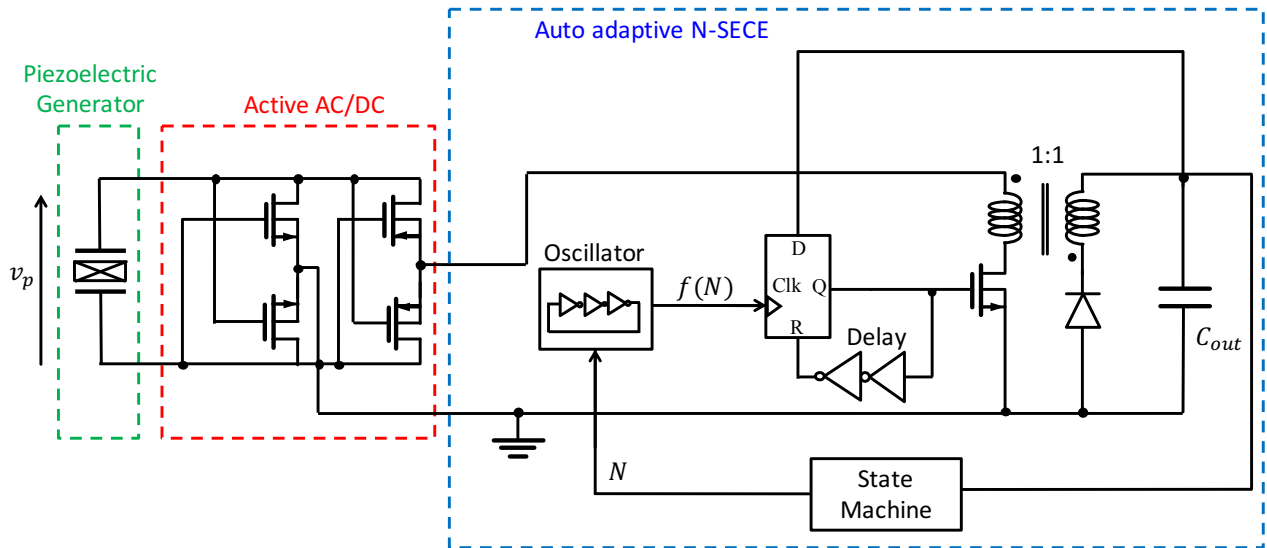 Auto adaptive N-SECE
Piezoelectric
Generator
Active AC/DC
1:1
v_p
Oscillator
f(N)
D
Clk
Q
R
Delay
C_out
N
State
Machine